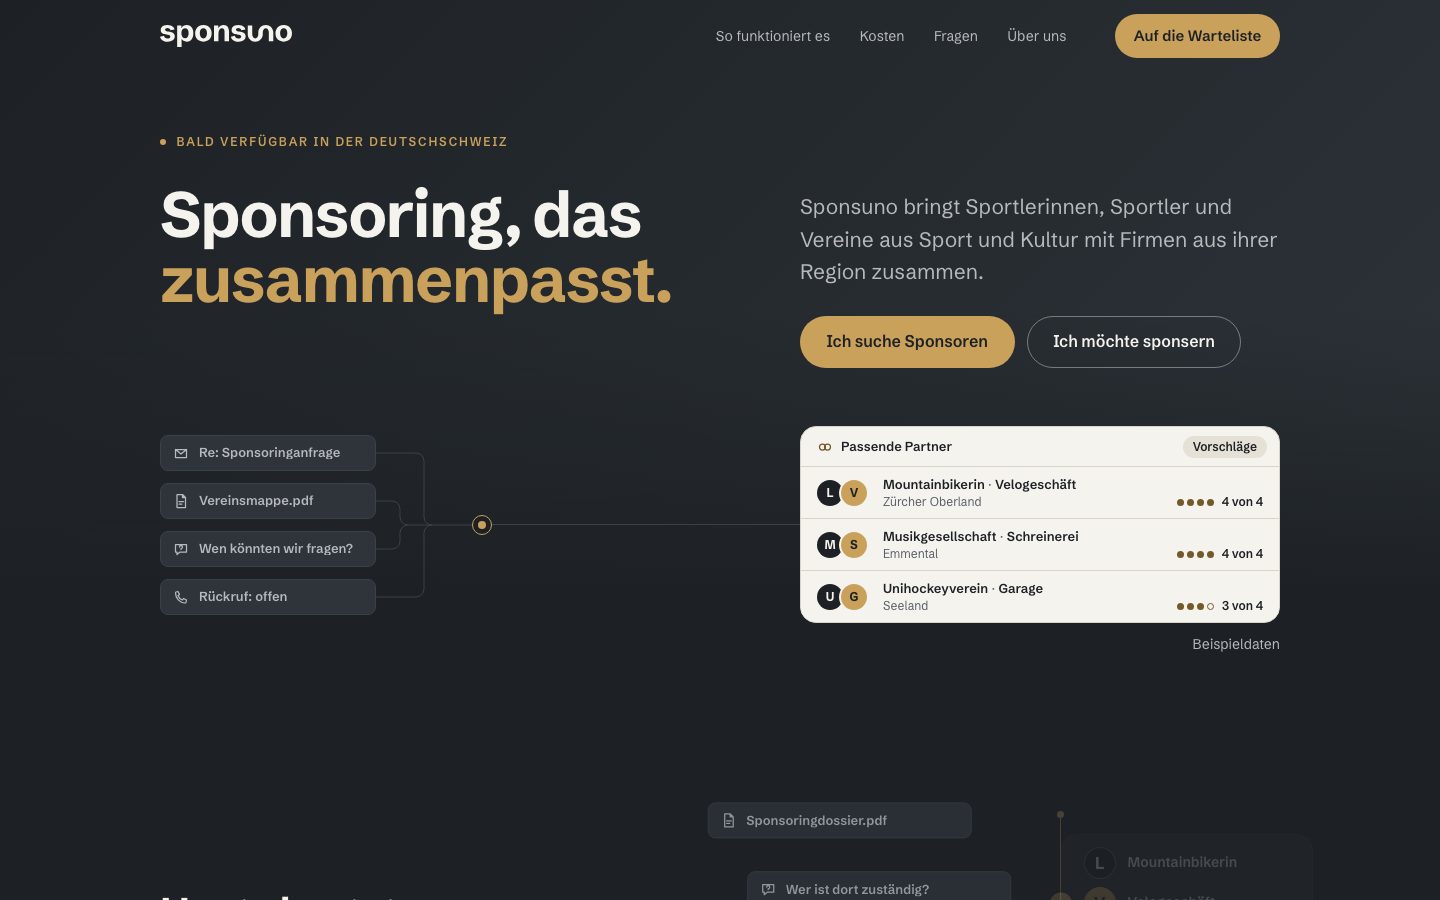 sponsuno
So funktioniert es
Kosten
Fragen
Über uns
Auf die Warteliste
BALD VERFÜGBAR IN DER DEUTSCHSCHWEIZ
Sponsoring, das
zusammenpasst.
Sponsuno bringt Sportlerinnen, Sportler und
Vereine aus Sport und Kultur mit Firmen aus ihrer
Region zusammen.
Ich suche Sponsoren
Ich möchte sponsern
Re: Sponsoringanfrage
Vereinsmappe.pdf
Wen könnten wir fragen?
Rückruf: offen
Passende Partner
Vorschläge
L V
Mountainbikerin · Velogeschäft
Zürcher Oberland
4 von 4
M S
Musikgesellschaft · Schreinerei
Emmental
4 von 4
U G
Unihockeyverein · Garage
Seeland
3 von 4
Beispieldaten
Sponsoringdossier.pdf
L
Mountainbikerin
Wer ist dort zuständig?